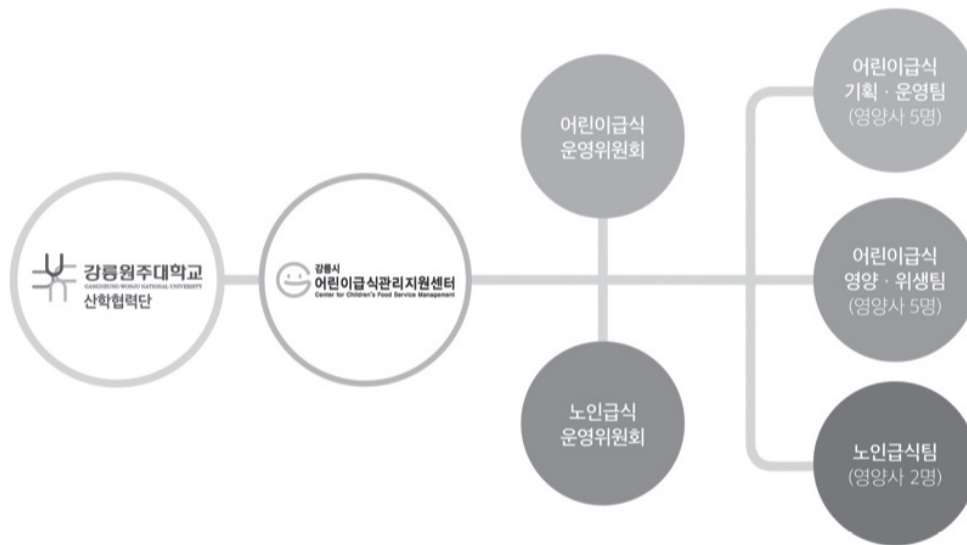 강릉원주대학교
GANGNEUNG-WONJU NATIONAL UNIVERSITY
산학협력단
강릉시
어린이급식관리지원센터
Center for Children's Food Service Management
어린이급식
운영위원회
노인급식
운영위원회
어린이급식
기획 · 운영팀
(영양사 5명)
어린이급식
영양 · 위생팀
(영양사 5명)
노인급식팀
(영양사 2명)